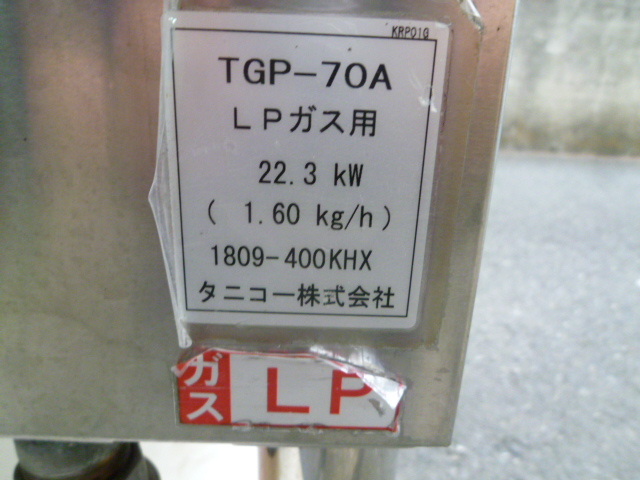 KRP01G
TGP-70A
LPガス用
22.3 kW
( 1.60 kg/h )
1809-400KHX
タニコー株式会社
ガス LP